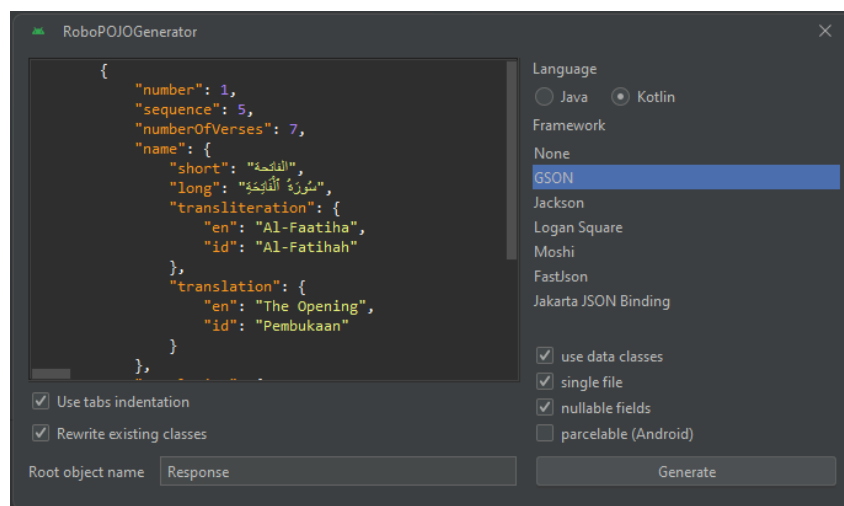 RoboPOJOGenerator
{
"number": 1,
"sequence": 5,
"numberOfVerses": 7,
"name": {
"short": "الفاتحة",
"long": "سُورَةُ ٱلْفَاتِحَةِ",
"transliteration": {
"en": "Al-Faatiha",
"id": "Al-Fatihah"
},
"translation": {
"en": "The Opening",
"id": "Pembukaan"
}
},
Use tabs indentation
Rewrite existing classes
Root object name Response
Language
Java Kotlin
Framework
None
GSON
Jackson
Logan Square
Moshi
FastJson
Jakarta JSON Binding
use data classes
single file
nullable fields
parcelable (Android)
Generate